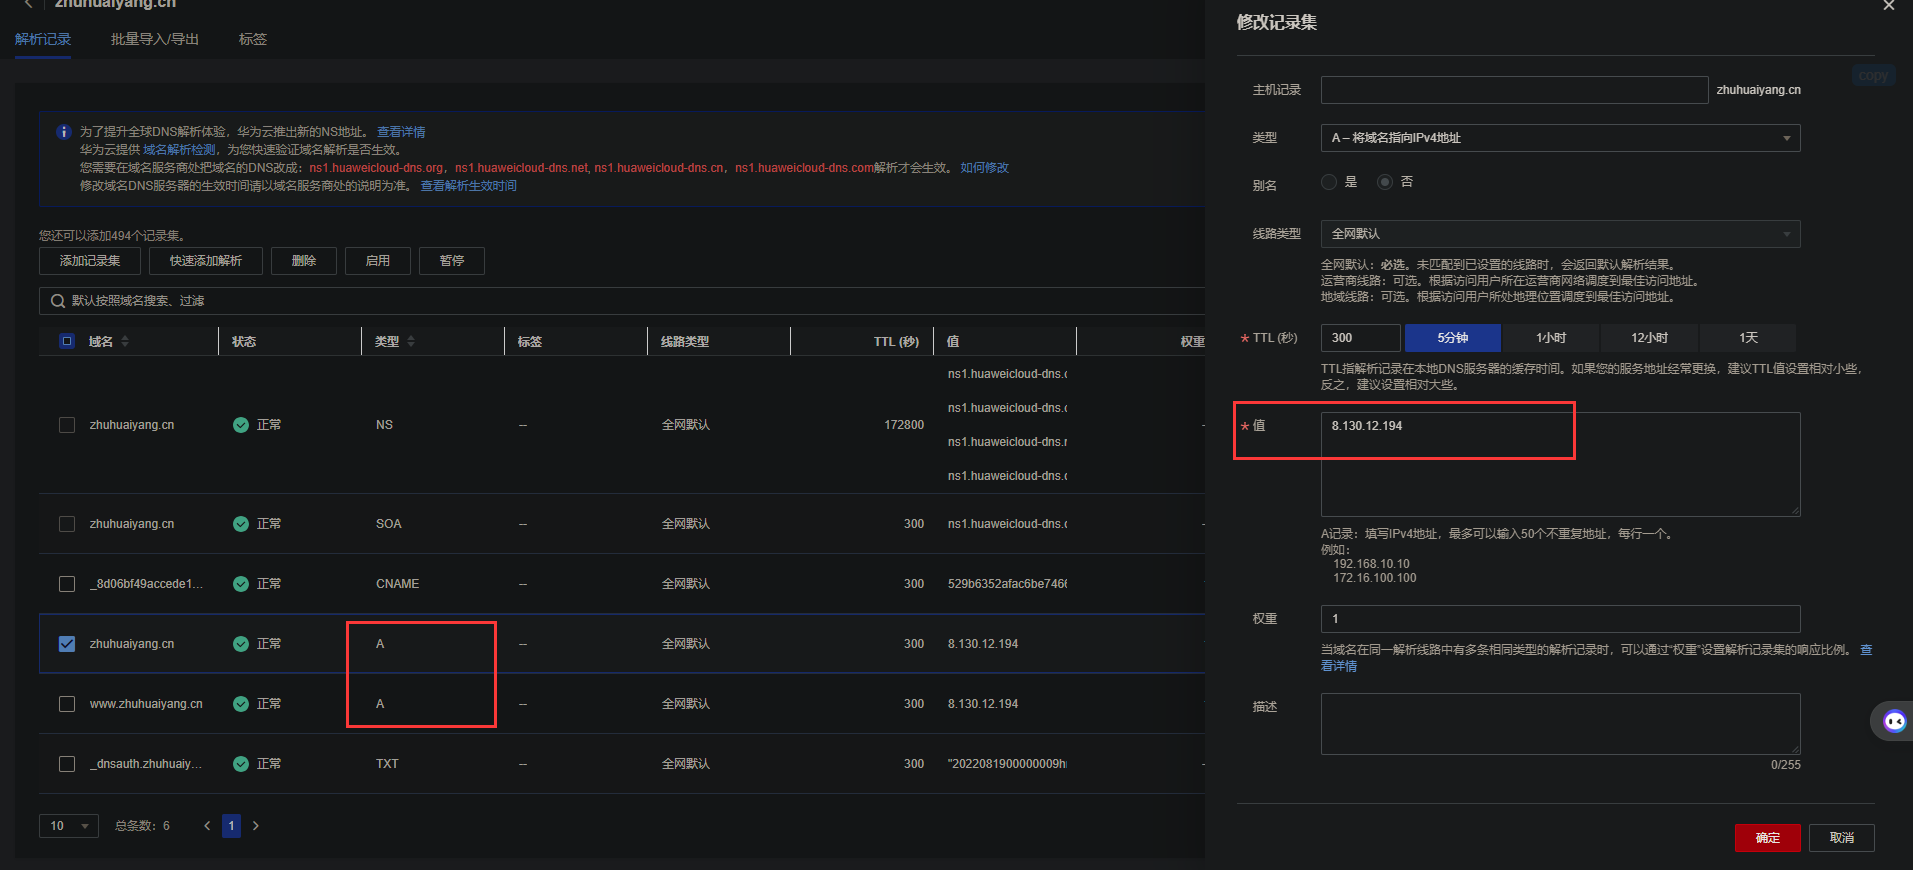 zhuhuaiyang.cn
解析记录
批量导入/导出
标签
为了提升全球DNS解析体验，华为云推出新的NS地址。 查看详情
华为云提供 域名解析检测，为您快速验证域名解析是否生效。
您需要在域名服务商处把域名的DNS改成：ns1.huaweicloud-dns.org，ns1.huaweicloud-dns.net, ns1.huaweicloud-dns.cn，ns1.huaweicloud-dns.com解析才会生效。 如何修改
修改域名DNS服务器的生效时间请以域名服务商处的说明为准。 查看解析生效时间
您还可以添加494个记录集。
添加记录集 快速添加解析 删除 启用 暂停
默认按照域名搜索、过滤
域名 状态 类型 标签 线路类型 TTL (秒) 值 权重
ns1.huaweicloud-dns.
ns1.huaweicloud-dns.
zhuhuaiyang.cn 正常 NS -- 全网默认 172800
ns1.huaweicloud-dns.
ns1.huaweicloud-dns.
zhuhuaiyang.cn 正常 SOA -- 全网默认 300 ns1.huaweicloud-dns.
_8d06bf49accede1... 正常 CNAME -- 全网默认 300 529b6352afac6be746
zhuhuaiyang.cn 正常 A -- 全网默认 300 8.130.12.194
www.zhuhuaiyang.cn 正常 A -- 全网默认 300 8.130.12.194
_dnsauth.zhuhuaiy... 正常 TXT -- 全网默认 300 "2022081900000009h
10 总条数：6 < 1 >
修改记录集
copy
主机记录 zhuhuaiyang.cn
类型 A – 将域名指向IPv4地址
别名 是 否
线路类型 全网默认
全网默认：必选。未匹配到已设置的线路时，会返回默认解析结果。
运营商线路：可选。根据访问用户所在运营商网络调度到最佳访问地址。
地域线路：可选。根据访问用户所处地理位置调度到最佳访问地址。
* TTL (秒) 300 5分钟 1小时 12小时 1天
TTL指解析记录在本地DNS服务器的缓存时间。如果您的服务地址经常更换，建议TTL值设置相对小些，
反之，建议设置相对大些。
* 值 8.130.12.194
A记录：填写IPv4地址，最多可以输入50个不重复地址，每行一个。
例如：
192.168.10.10
172.16.100.100
权重 1
当域名在同一解析线路中有多条相同类型的解析记录时，可以通过“权重”设置解析记录集的响应比例。 查
看详情
描述
0/255
确定 取消